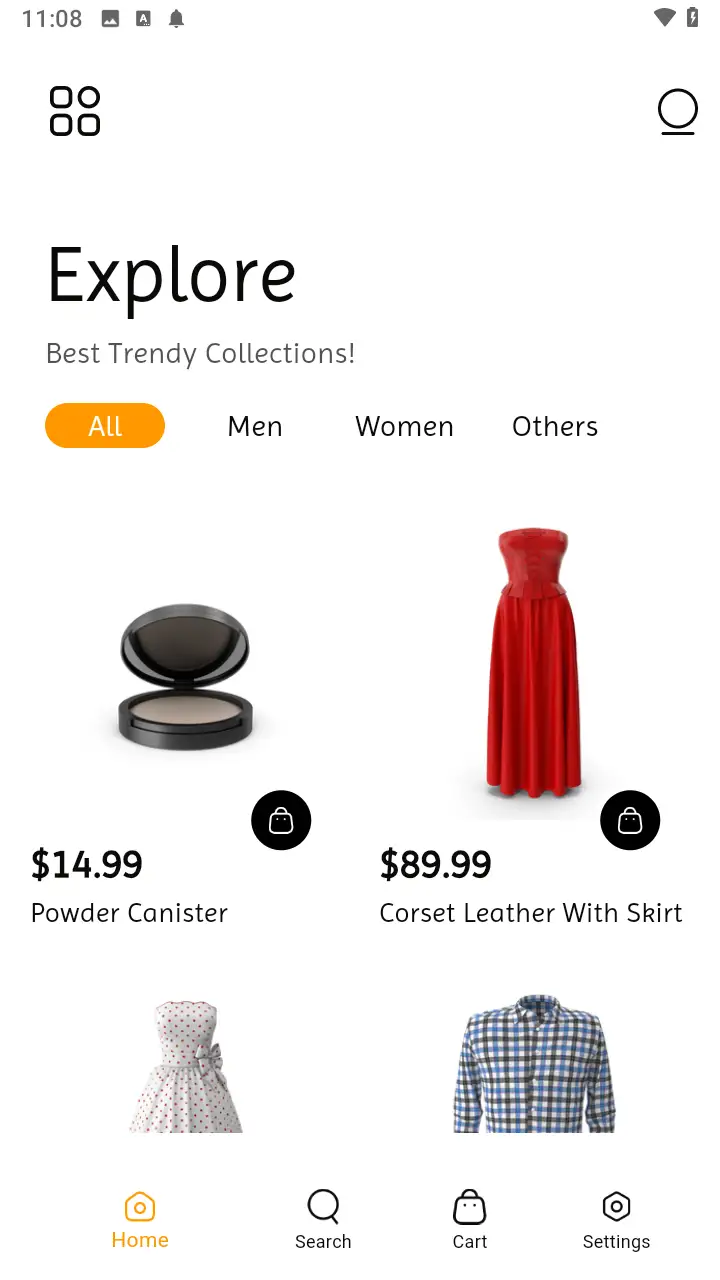 11:08
Explore
Best Trendy Collections!
All Men Women Others
$14.99 $89.99
Powder Canister Corset Leather With Skirt
Home Search Cart Settings